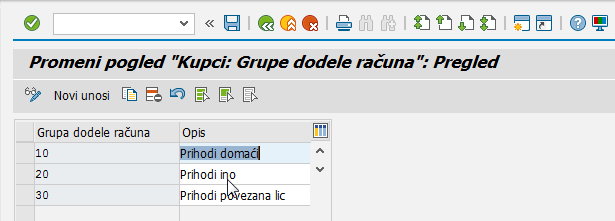 Promeni pogled "Kupci: Grupe dodele računa": Pregled
Novi unosi
Grupa dodele računa Opis
10 Prihodi domaći
20 Prihodi ino
30 Prihodi povezana lic